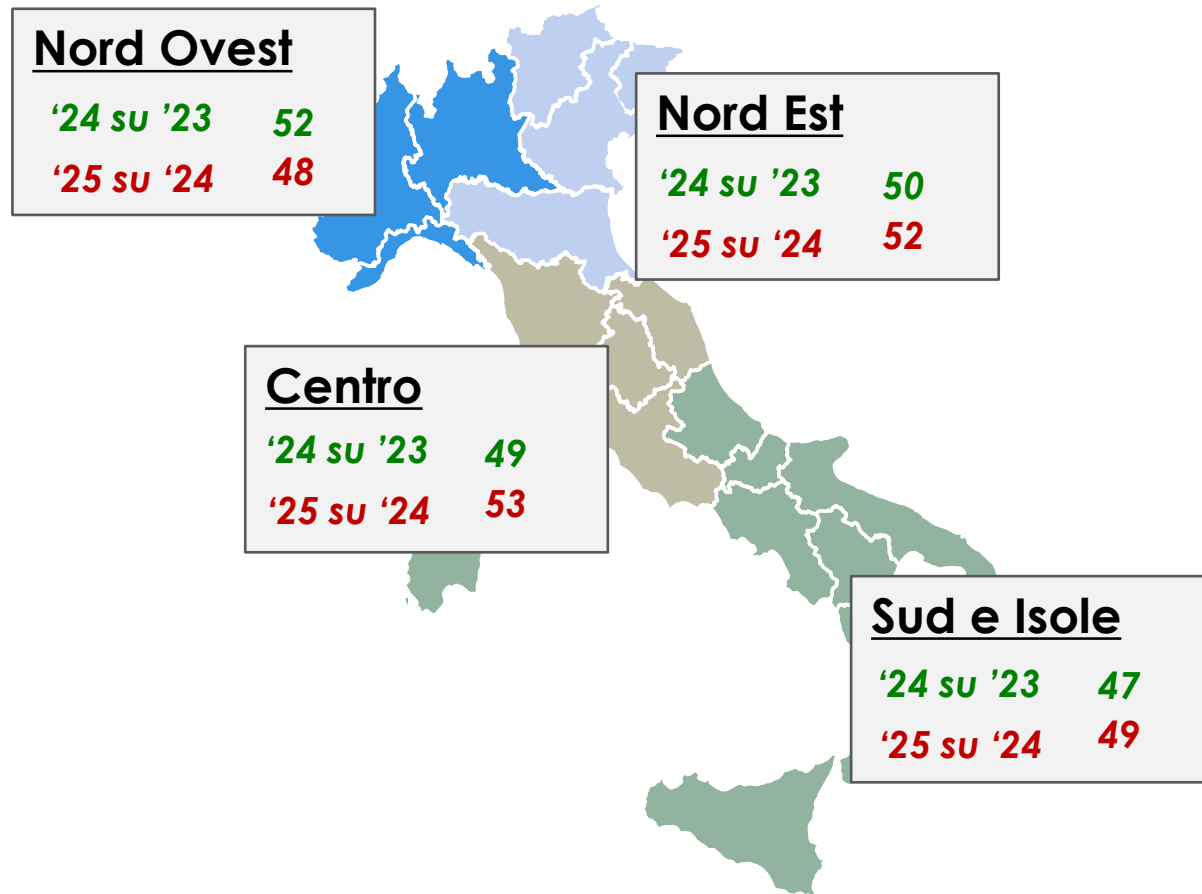 Nord Ovest
‘24 su ’23 52
‘25 su ‘24 48
Nord Est
‘24 su ’23 50
‘25 su ‘24 52
Centro
‘24 su ’23 49
‘25 su ‘24 53
Sud e Isole
‘24 su ’23 47
‘25 su ‘24 49